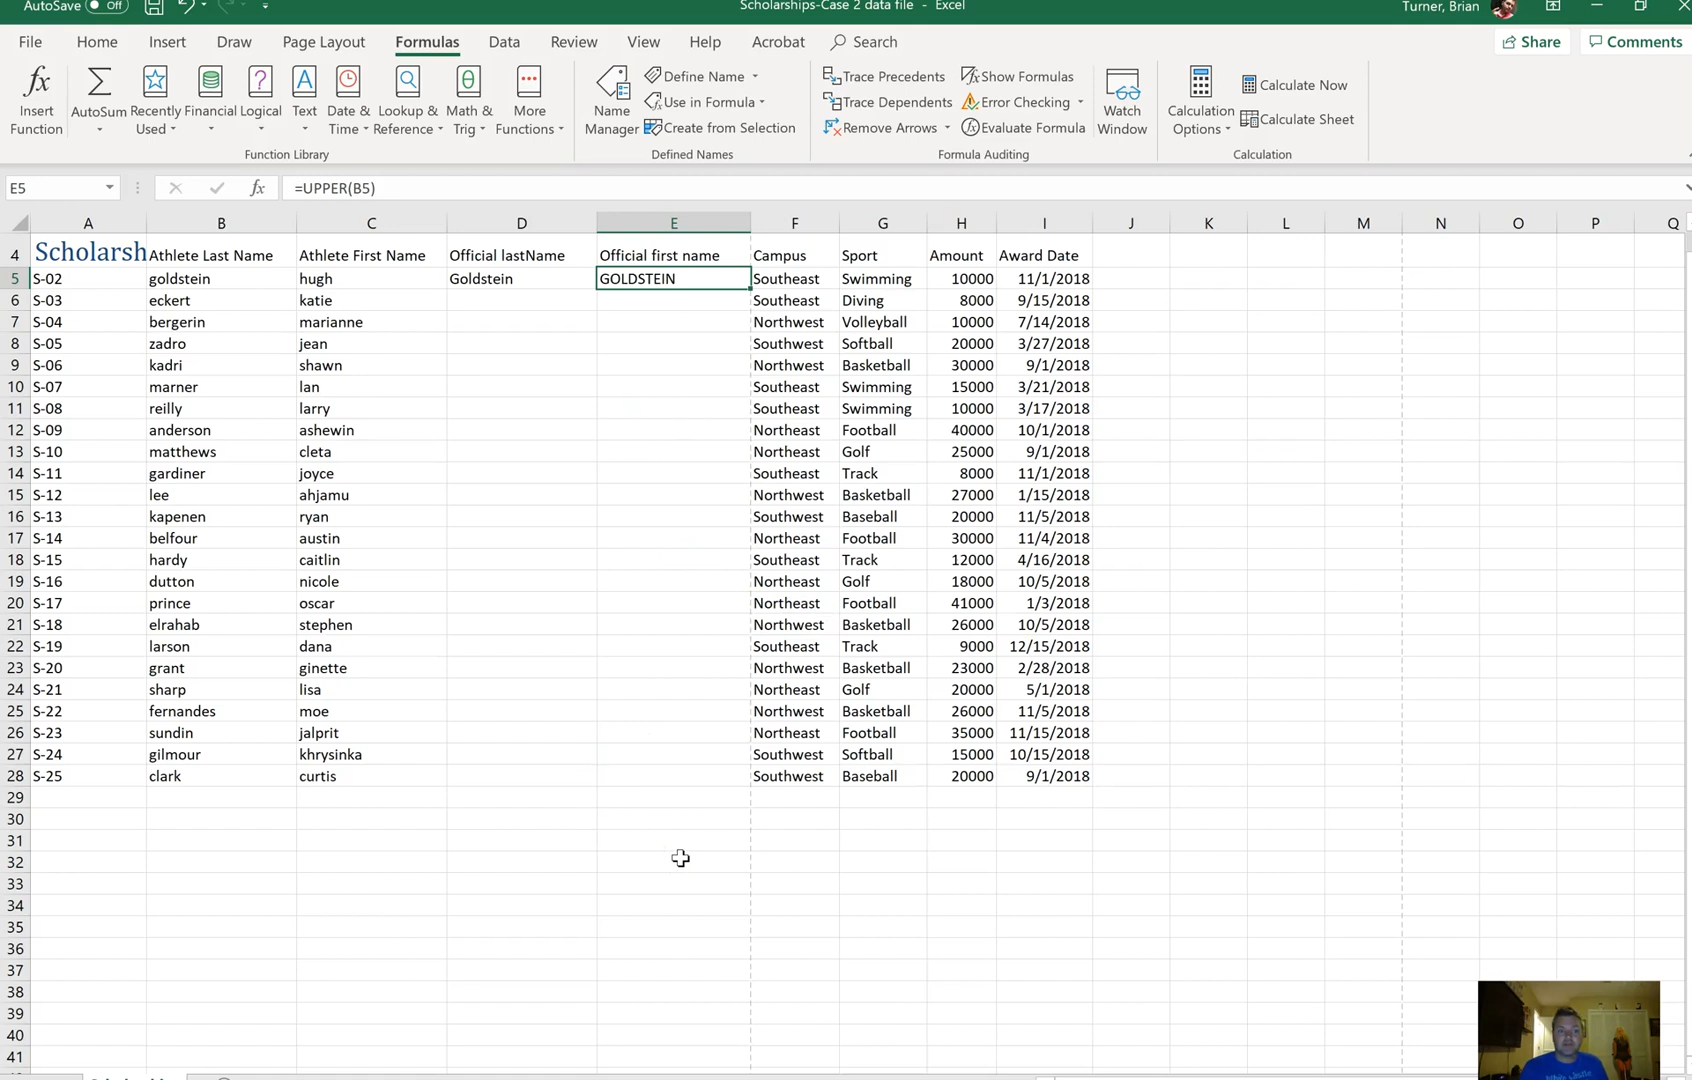 AutoSave Off Scholarships-Case 2 data file - Excel Turner, Brian
File Home Insert Draw Page Layout Formulas Data Review View Help Acrobat Search Share Comments
Insert Function
AutoSum
Recently Used
Financial
Logical
Text
Date & Time
Lookup & Reference
Math & Trig
More Functions
Function Library
Name Manager
Define Name
Use in Formula
Create from Selection
Defined Names
Trace Precedents
Trace Dependents
Remove Arrows
Show Formulas
Error Checking
Evaluate Formula
Formula Auditing
Watch Window
Calculation Options
Calculate Now
Calculate Sheet
Calculation
E5 fx =UPPER(B5)
A B C D E F G H I J K L M N O P Q
4 Scholarsh Athlete Last Name Athlete First Name Official lastName Official first name Campus Sport Amount Award Date
5 S-02 goldstein hugh Goldstein GOLDSTEIN Southeast Swimming 10000 11/1/2018
6 S-03 eckert katie Southeast Diving 8000 9/15/2018
7 S-04 bergerin marianne Northwest Volleyball 10000 7/14/2018
8 S-05 zadro jean Southwest Softball 20000 3/27/2018
9 S-06 kadri shawn Northwest Basketball 30000 9/1/2018
10 S-07 marner lan Southeast Swimming 15000 3/21/2018
11 S-08 reilly larry Southeast Swimming 10000 3/17/2018
12 S-09 anderson ashewin Northeast Football 40000 10/1/2018
13 S-10 matthews cleta Northeast Golf 25000 9/1/2018
14 S-11 gardiner joyce Southeast Track 8000 11/1/2018
15 S-12 lee ahjamu Northwest Basketball 27000 1/15/2018
16 S-13 kapenen ryan Southwest Baseball 20000 11/5/2018
17 S-14 belfour austin Northeast Football 30000 11/4/2018
18 S-15 hardy caitlin Southeast Track 12000 4/16/2018
19 S-16 dutton nicole Northeast Golf 18000 10/5/2018
20 S-17 prince oscar Northeast Football 41000 1/3/2018
21 S-18 elrahab stephen Northwest Basketball 26000 10/5/2018
22 S-19 larson dana Southeast Track 9000 12/15/2018
23 S-20 grant ginette Northwest Basketball 23000 2/28/2018
24 S-21 sharp lisa Northeast Golf 20000 5/1/2018
25 S-22 fernandes moe Northwest Basketball 26000 11/5/2018
26 S-23 sundin jalprit Northeast Football 35000 11/15/2018
27 S-24 gilmour khrysinka Southwest Softball 15000 10/15/2018
28 S-25 clark curtis Southwest Baseball 20000 9/1/2018
29
30
31
32
33
34
35
36
37
38
39
40
41